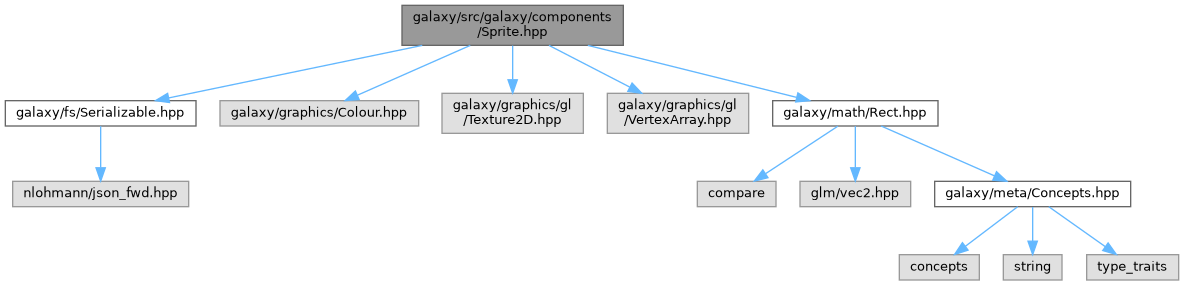 galaxy/src/galaxy/components
/Sprite.hpp
galaxy/fs/Serializable.hpp
galaxy/graphics/Colour.hpp
galaxy/graphics/gl
/Texture2D.hpp
galaxy/graphics/gl
/VertexArray.hpp
galaxy/math/Rect.hpp
nlohmann/json_fwd.hpp
compare
glm/vec2.hpp
galaxy/meta/Concepts.hpp
concepts
string
type_traits